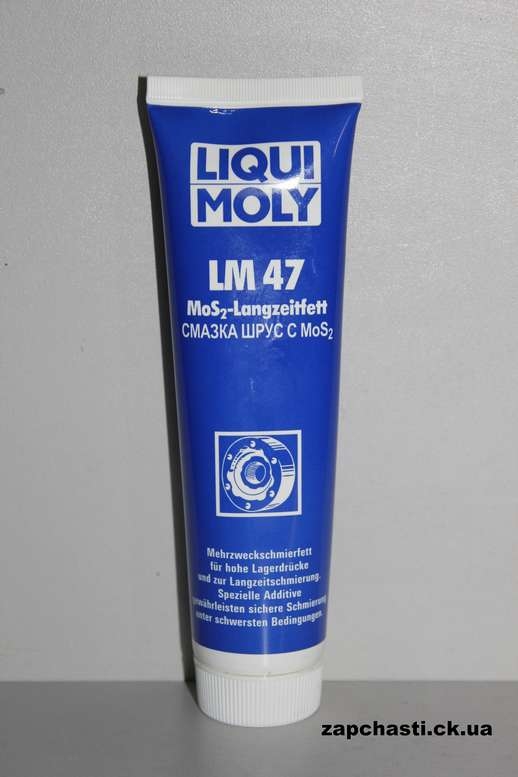 LIQUI
MOLY
LM 47
MoS₂-Langzeitfett
СМАЗКА ШРУС С MoS₂
Mehrzweckschmierfett
für hohe Lagerdrücke
und zur Langzeitschmierung.
Spezielle Additive
gewährleisten sichere Schmierung
unter schwersten Bedingungen.
zapchasti.ck.ua